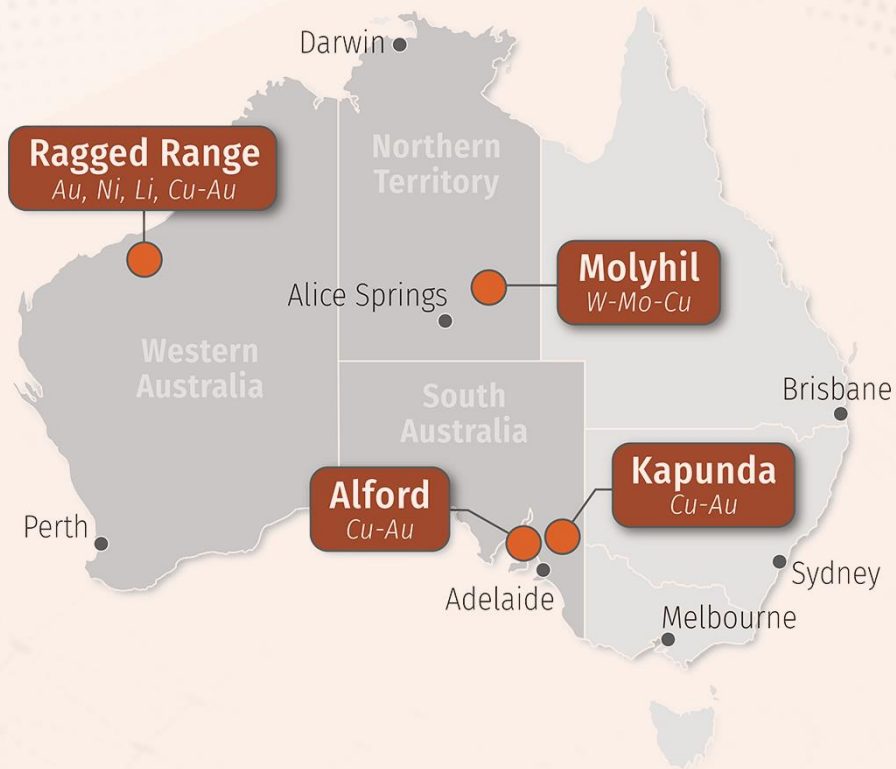 Darwin
Ragged Range
Au, Ni, Li, Cu-Au
Northern
Territory
Molyhil
W-Mo-Cu
Alice Springs
Western
Australia
South
Australia
Brisbane
Kapunda
Cu-Au
Alford
Cu-Au
Perth
Adelaide
Sydney
Melbourne